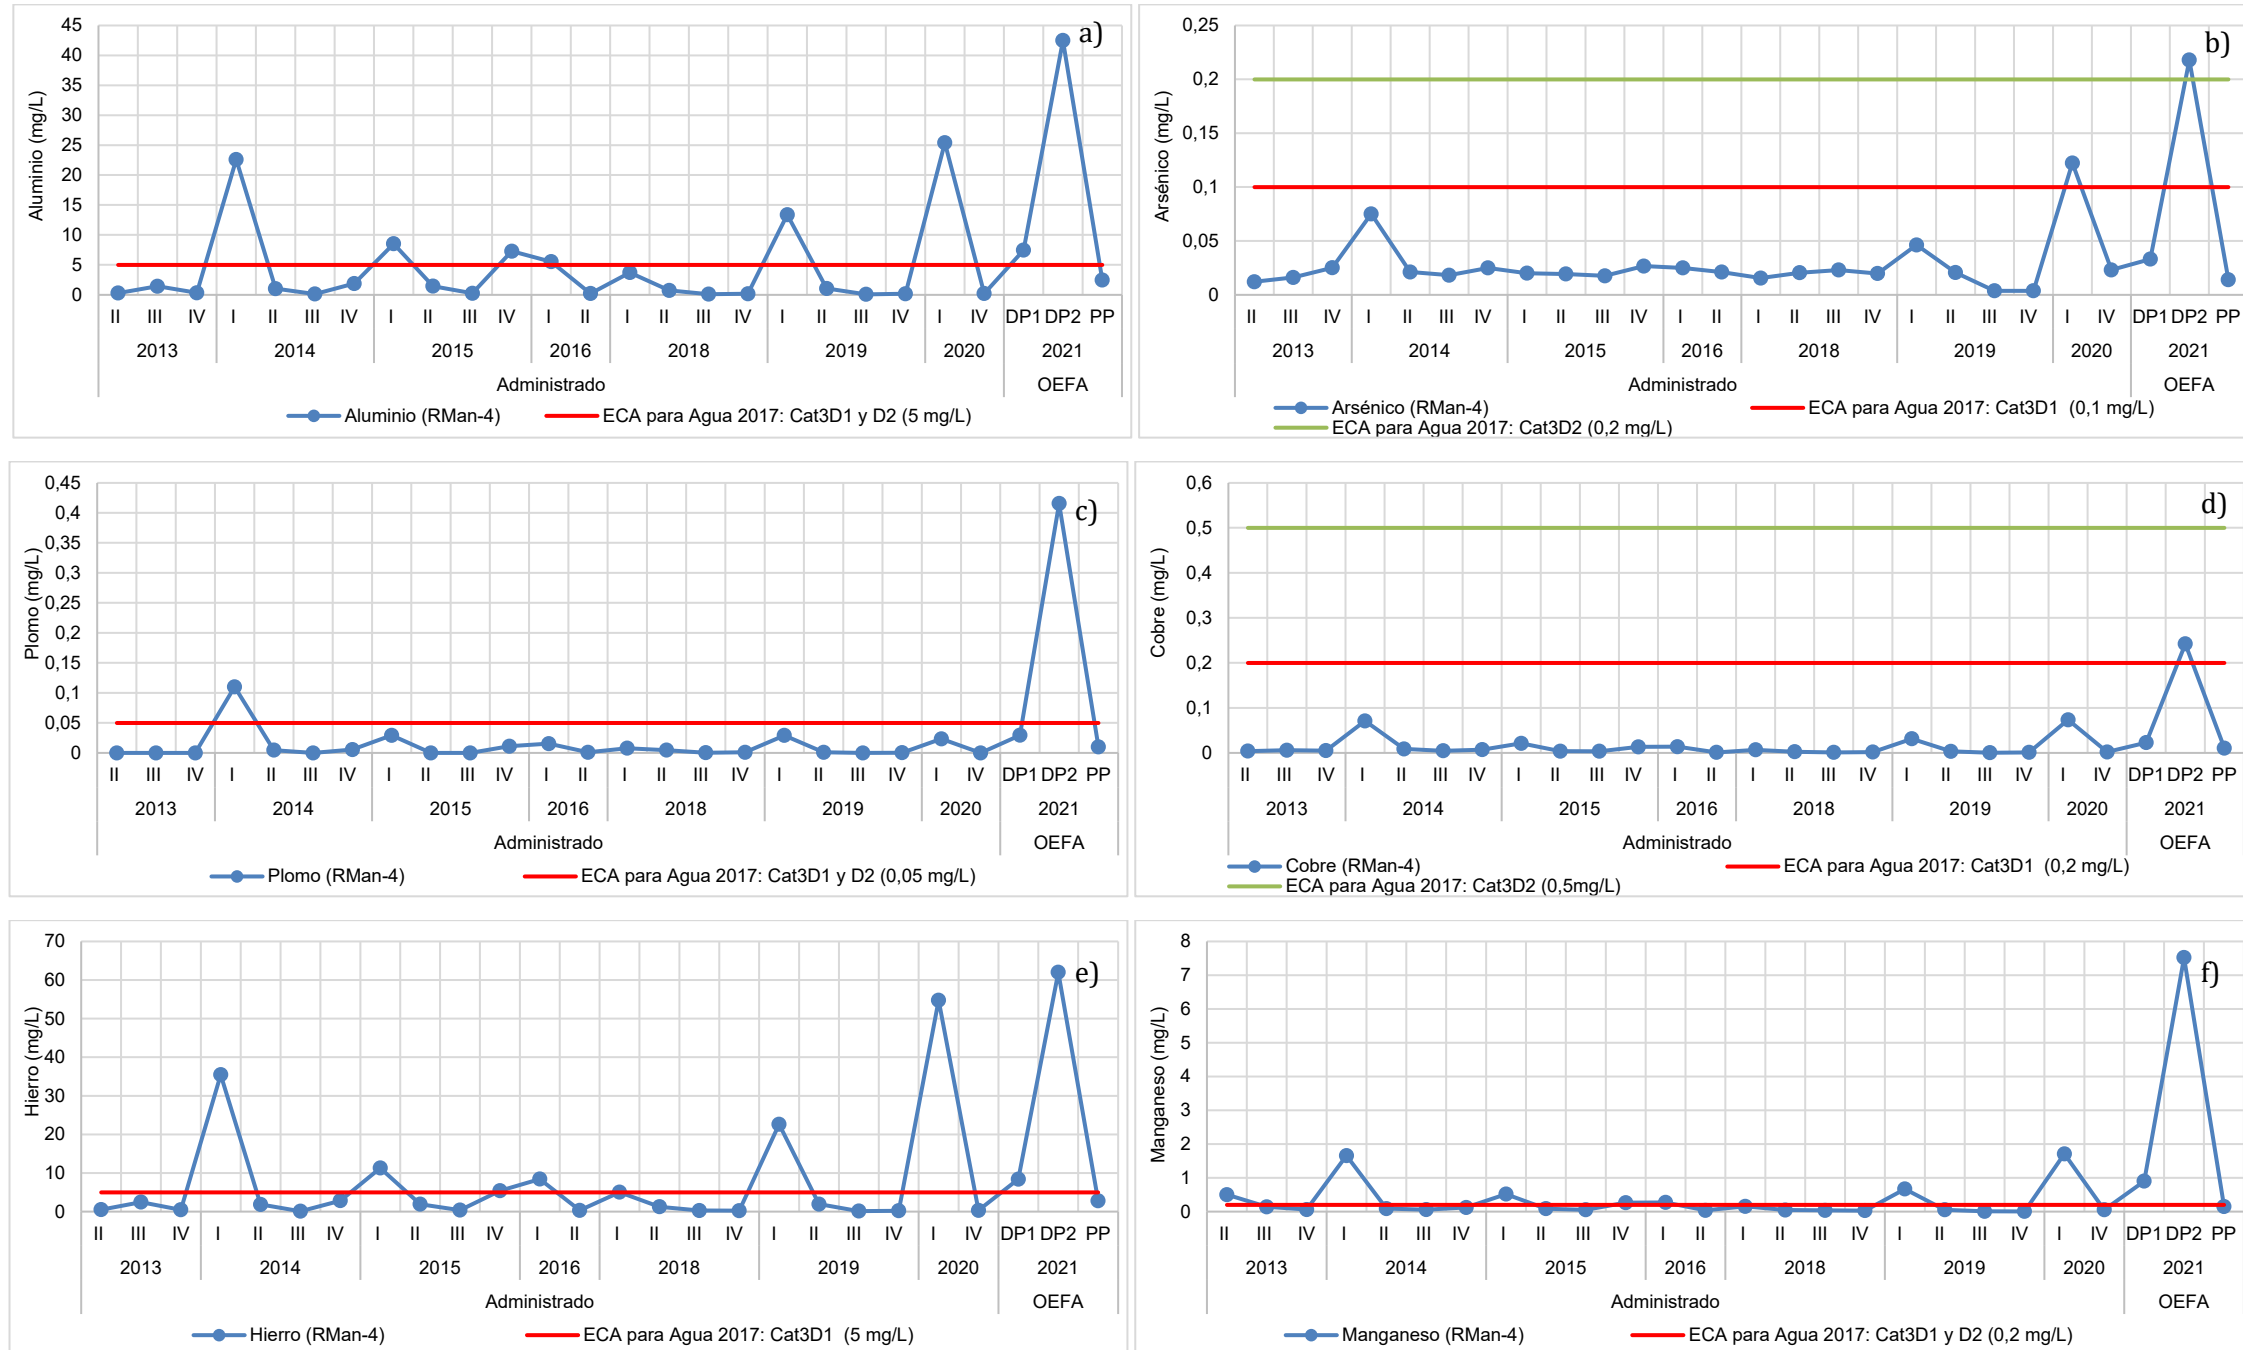 a)
Aluminio (mg/L)
45
40
35
30
25
20
15
10
5
0
II III IV I II III IV I II III IV I II I II III IV I II III IV I IV DP1 DP2 PP
2013 2014 2015 2016 2018 2019 2020 2021
Administrado OEFA
Aluminio (RMan-4) ECA para Agua 2017: Cat3D1 y D2 (5 mg/L)
b)
Arsénico (mg/L)
0,25
0,2
0,15
0,1
0,05
0
II III IV I II III IV I II III IV I II I II III IV I II III IV I IV DP1 DP2 PP
2013 2014 2015 2016 2018 2019 2020 2021
Administrado OEFA
Arsénico (RMan-4) ECA para Agua 2017: Cat3D1 (0,1 mg/L)
ECA para Agua 2017: Cat3D2 (0,2 mg/L)
c)
Plomo (mg/L)
0,45
0,4
0,35
0,3
0,25
0,2
0,15
0,1
0,05
0
II III IV I II III IV I II III IV I II I II III IV I II III IV I IV DP1 DP2 PP
2013 2014 2015 2016 2018 2019 2020 2021
Administrado OEFA
Plomo (RMan-4) ECA para Agua 2017: Cat3D1 y D2 (0,05 mg/L)
d)
Cobre (mg/L)
0,6
0,5
0,4
0,3
0,2
0,1
0
II III IV I II III IV I II III IV I II I II III IV I II III IV I IV DP1 DP2 PP
2013 2014 2015 2016 2018 2019 2020 2021
Administrado OEFA
Cobre (RMan-4) ECA para Agua 2017: Cat3D1 (0,2 mg/L)
ECA para Agua 2017: Cat3D2 (0,5mg/L)
e)
Hierro (mg/L)
70
60
50
40
30
20
10
0
II III IV I II III IV I II III IV I II I II III IV I II III IV I IV DP1 DP2 PP
2013 2014 2015 2016 2018 2019 2020 2021
Administrado OEFA
Hierro (RMan-4) ECA para Agua 2017: Cat3D1 (5 mg/L)
f)
Manganeso (mg/L)
8
7
6
5
4
3
2
1
0
II III IV I II III IV I II III IV I II I II III IV I II III IV I IV DP1 DP2 PP
2013 2014 2015 2016 2018 2019 2020 2021
Administrado OEFA
Manganeso (RMan-4) ECA para Agua 2017: Cat3D1 y D2 (0,2 mg/L)